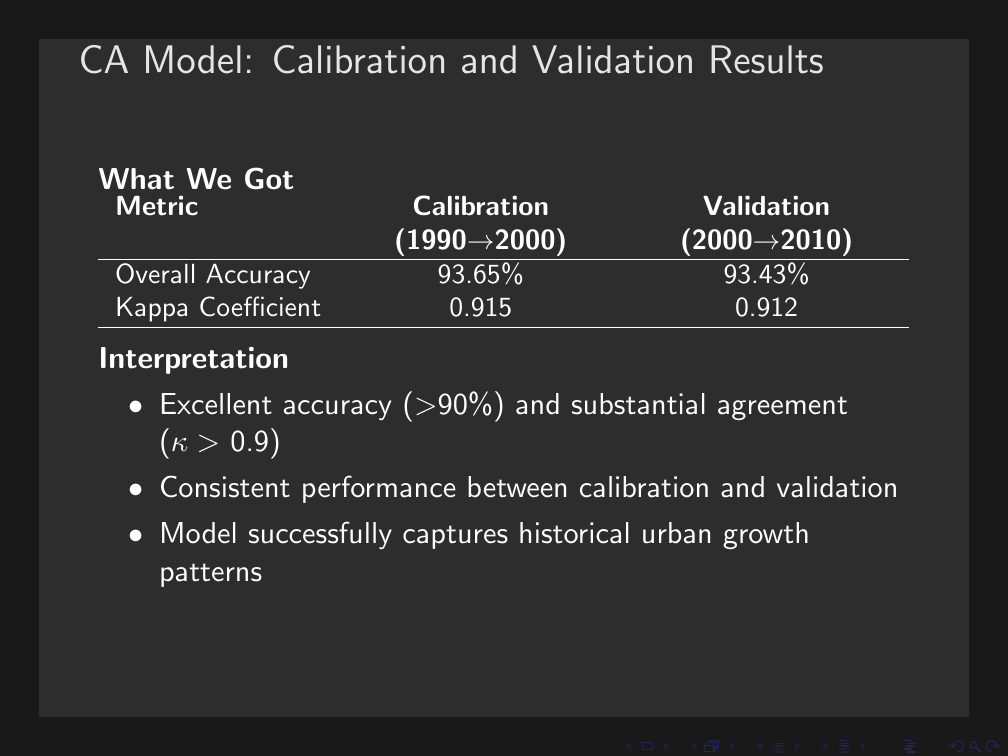 CA Model: Calibration and Validation Results
What We Got
Metric Calibration Validation
(1990→2000) (2000→2010)
Overall Accuracy 93.65% 93.43%
Kappa Coefficient 0.915 0.912
Interpretation
• Excellent accuracy (>90%) and substantial agreement
(κ > 0.9)
• Consistent performance between calibration and validation
• Model successfully captures historical urban growth
patterns